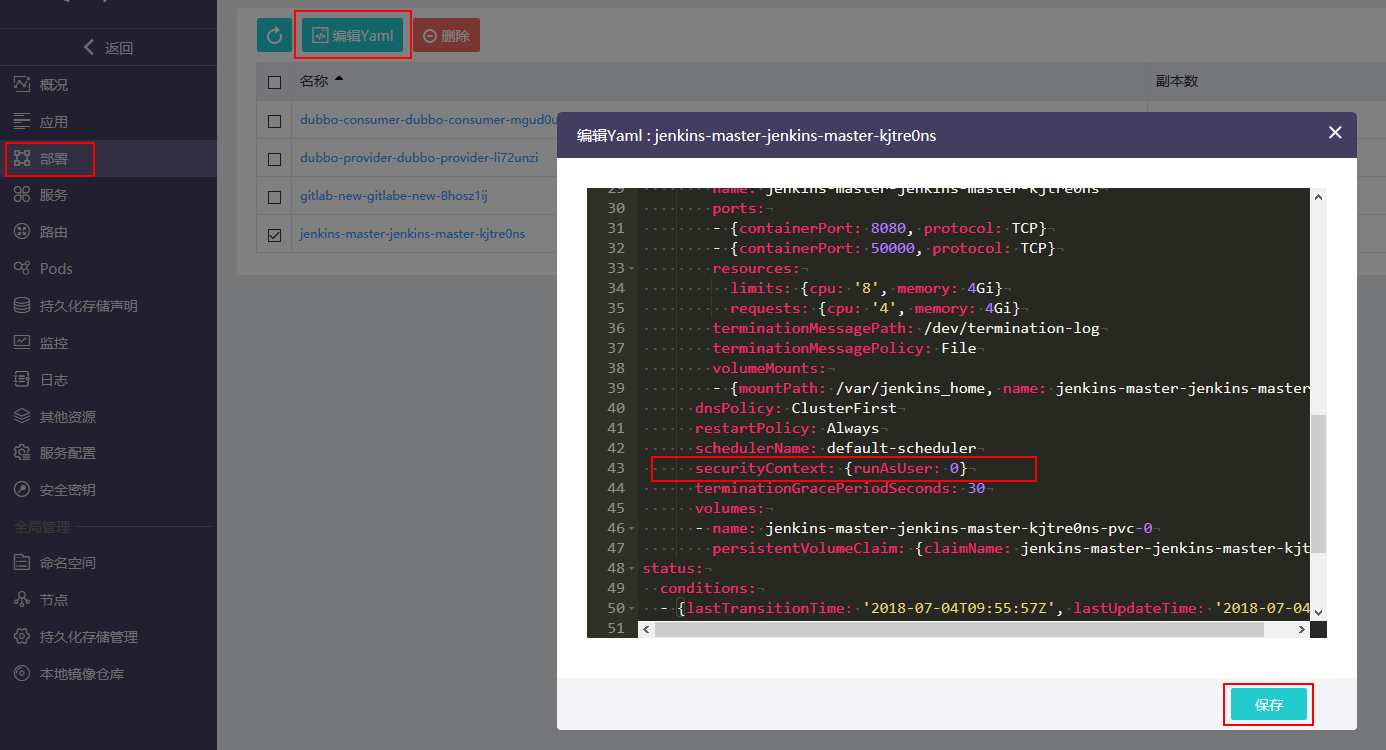 返回
概况
应用
部署
服务
路由
Pods
持久化存储声明
监控
日志
其他资源
服务配置
安全密钥
全局管理
命名空间
节点
持久化存储管理
本地镜像仓库
编辑Yaml
删除
名称
副本数
dubbo-consumer-dubbo-consumer-mgud0u
dubbo-provider-dubbo-provider-li72unzi
gitlab-new-gitlabe-new-8hosz1ij
jenkins-master-jenkins-master-kjtre0ns
编辑Yaml : jenkins-master-jenkins-master-kjtre0ns
29 name: jenkins-master-jenkins-master-kjtre0ns
30 ports:
31 - {containerPort: 8080, protocol: TCP}
32 - {containerPort: 50000, protocol: TCP}
33 resources:
34 limits: {cpu: '8', memory: 4Gi}
35 requests: {cpu: '4', memory: 4Gi}
36 terminationMessagePath: /dev/termination-log
37 terminationMessagePolicy: File
38 volumeMounts:
39 - {mountPath: /var/jenkins_home, name: jenkins-master-jenkins-master
40 dnsPolicy: ClusterFirst
41 restartPolicy: Always
42 schedulerName: default-scheduler
43 securityContext: {runAsUser: 0}
44 terminationGracePeriodSeconds: 30
45 volumes:
46 - name: jenkins-master-jenkins-master-kjtre0ns-pvc-0
47 persistentVolumeClaim: {claimName: jenkins-master-jenkins-master-kjt
48 status:
49 conditions:
50 - {lastTransitionTime: '2018-07-04T09:55:57Z', lastUpdateTime: '2018-07-04
51
保存